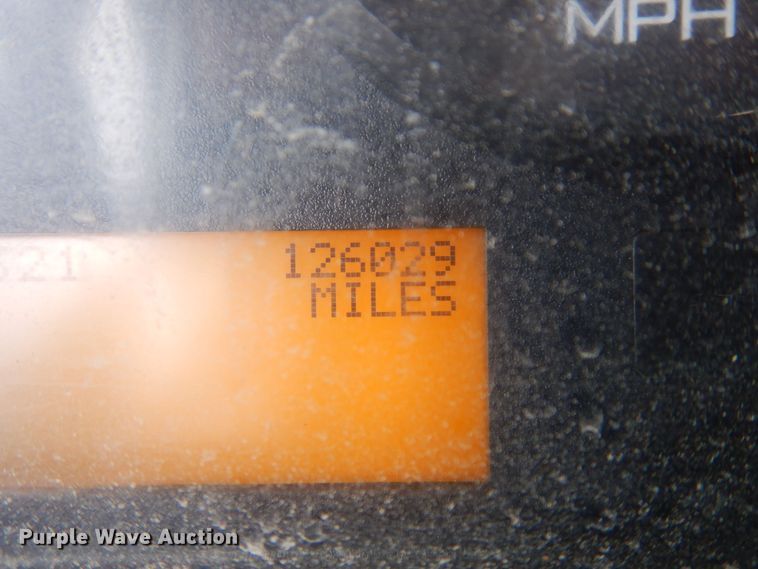 MPH
126029
MILES
Purple Wave Auction